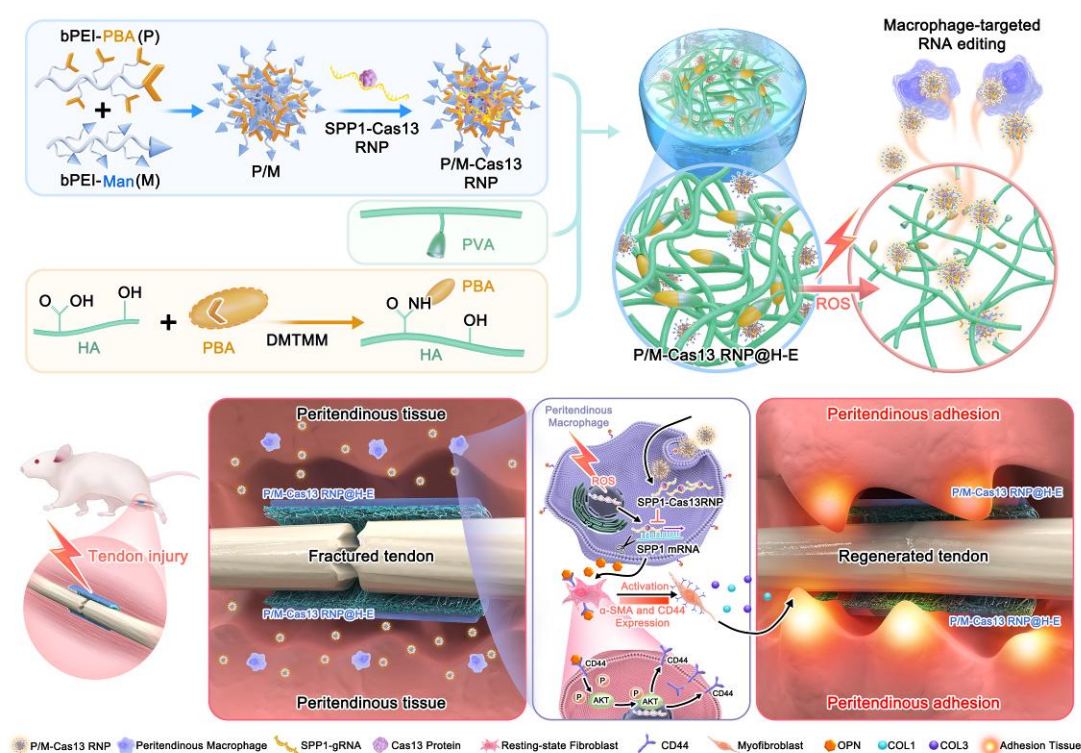 bPEI-PBA (P)
+
bPEI-Man (M)
P/M
SPP1-Cas13
RNP
P/M-Cas13
RNP
PVA
O
OH
OH
HA
+
PBA
DMTMM
O
NH
PBA
OH
HA
P/M-Cas13 RNP@H-E
ROS
Macrophage-targeted
RNA editing
Tendon injury
Peritendinous tissue
P/M-Cas13 RNP@H-E
Fractured tendon
P/M-Cas13 RNP@H-E
Peritendinous tissue
Peritendinous
Macrophage
ROS
SPP1-Cas13RNP
SPP1 mRNA
Activation
α-SMA and CD44
Expression
CD44
P
P
AKT
P
AKT
CD44
CD44
Peritendinous adhesion
P/M-Cas13 RNP@H-E
Regenerated tendon
P/M-Cas13 RNP@H-E
Peritendinous adhesion
P/M-Cas13 RNP
Peritendinous Macrophage
SPP1-gRNA
Cas13 Protein
Resting-state Fibroblast
CD44
Myofibroblast
OPN
COL1
COL3
Adhesion Tissue